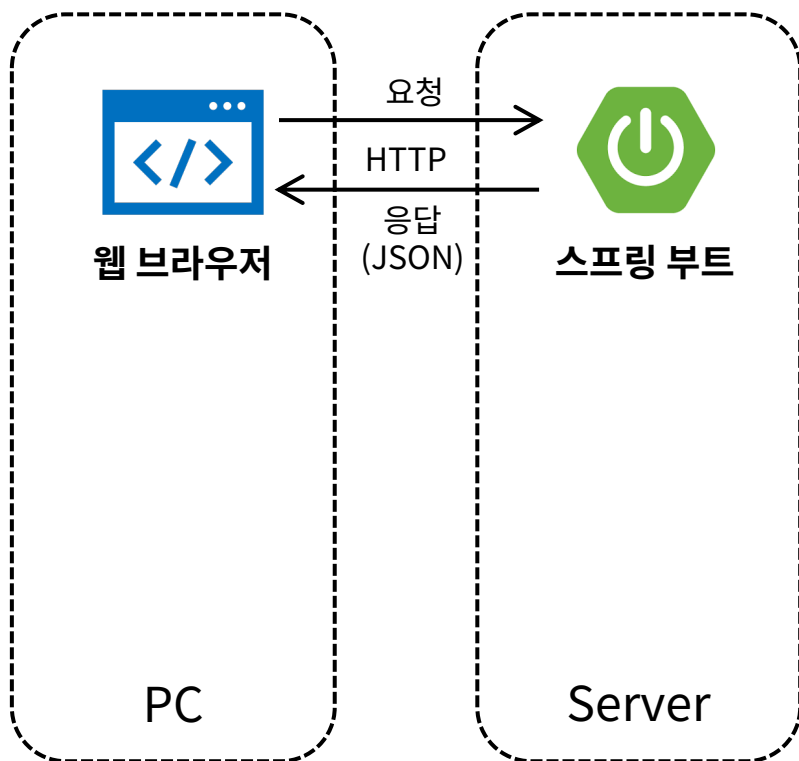 요청
HTTP
응답
(JSON)
</>
웹 브라우저
스프링 부트
PC
Server